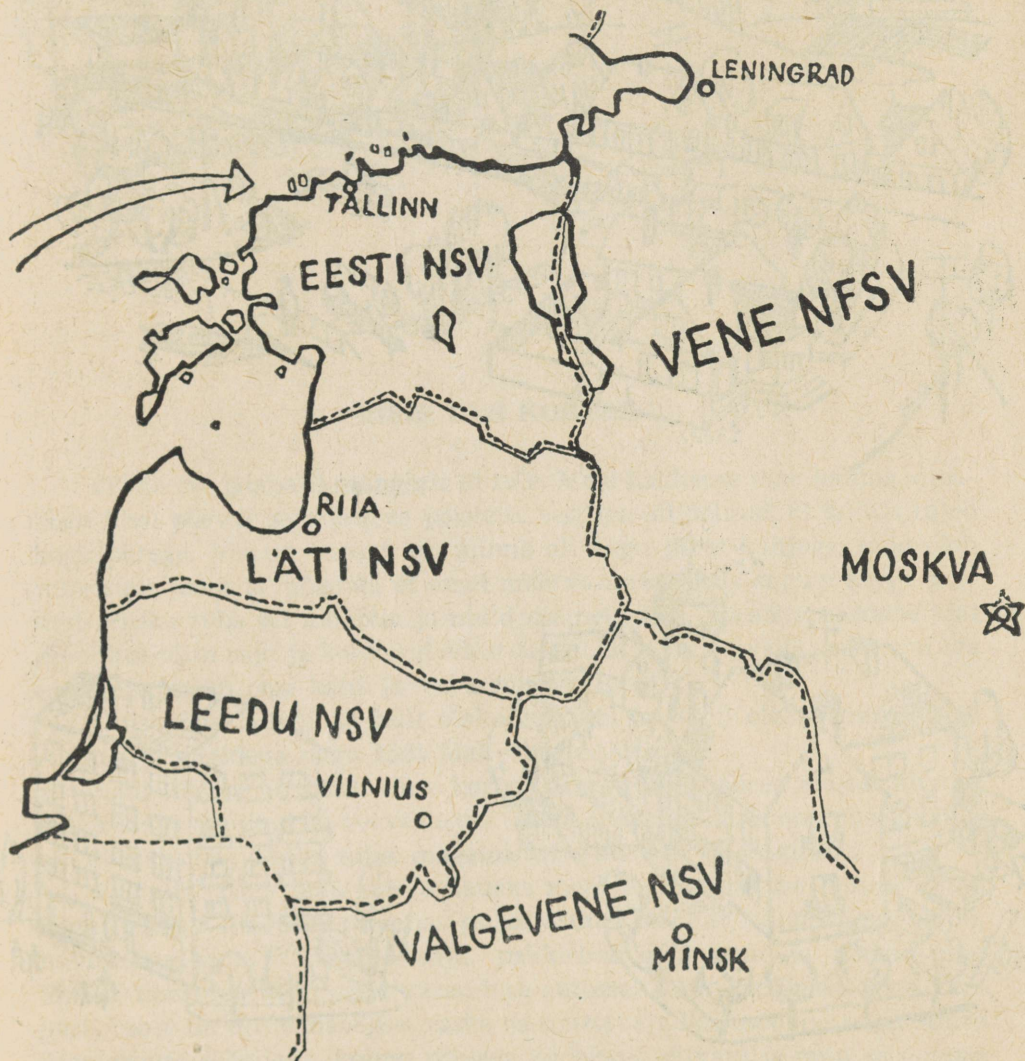 LENINGRAD
TALLINN
EESTI NSV
VENE NFSV
RIIA
LÄTI NSV
MOSKVA
LEEDU NSV
VILNIUS
VALGEVENE NSV
MINSK